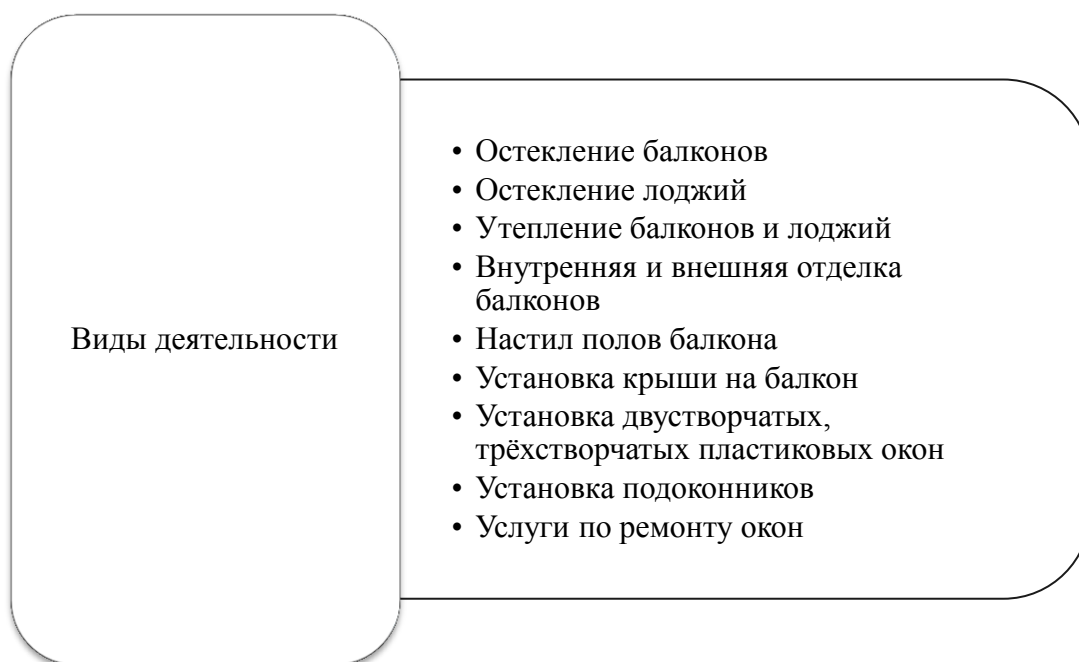 Виды деятельности
• Остекление балконов
• Остекление лоджий
• Утепление балконов и лоджий
• Внутренняя и внешняя отделка
балконов
• Настил полов балкона
• Установка крыши на балкон
• Установка двустворчатых,
трёхстворчатых пластиковых окон
• Установка подоконников
• Услуги по ремонту окон